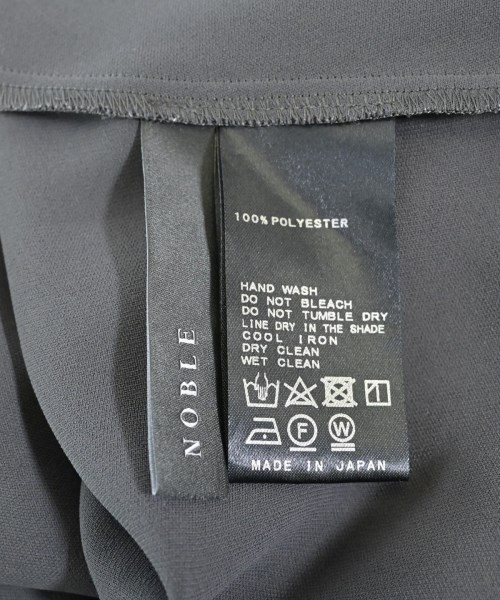 NOBLE
100% POLYESTER
HAND WASH
DO NOT BLEACH
DO NOT TUMBLE DRY
LINE DRY IN THE SHADE
COOL IRON
DRY CLEAN
WET CLEAN
F W
MADE IN JAPAN